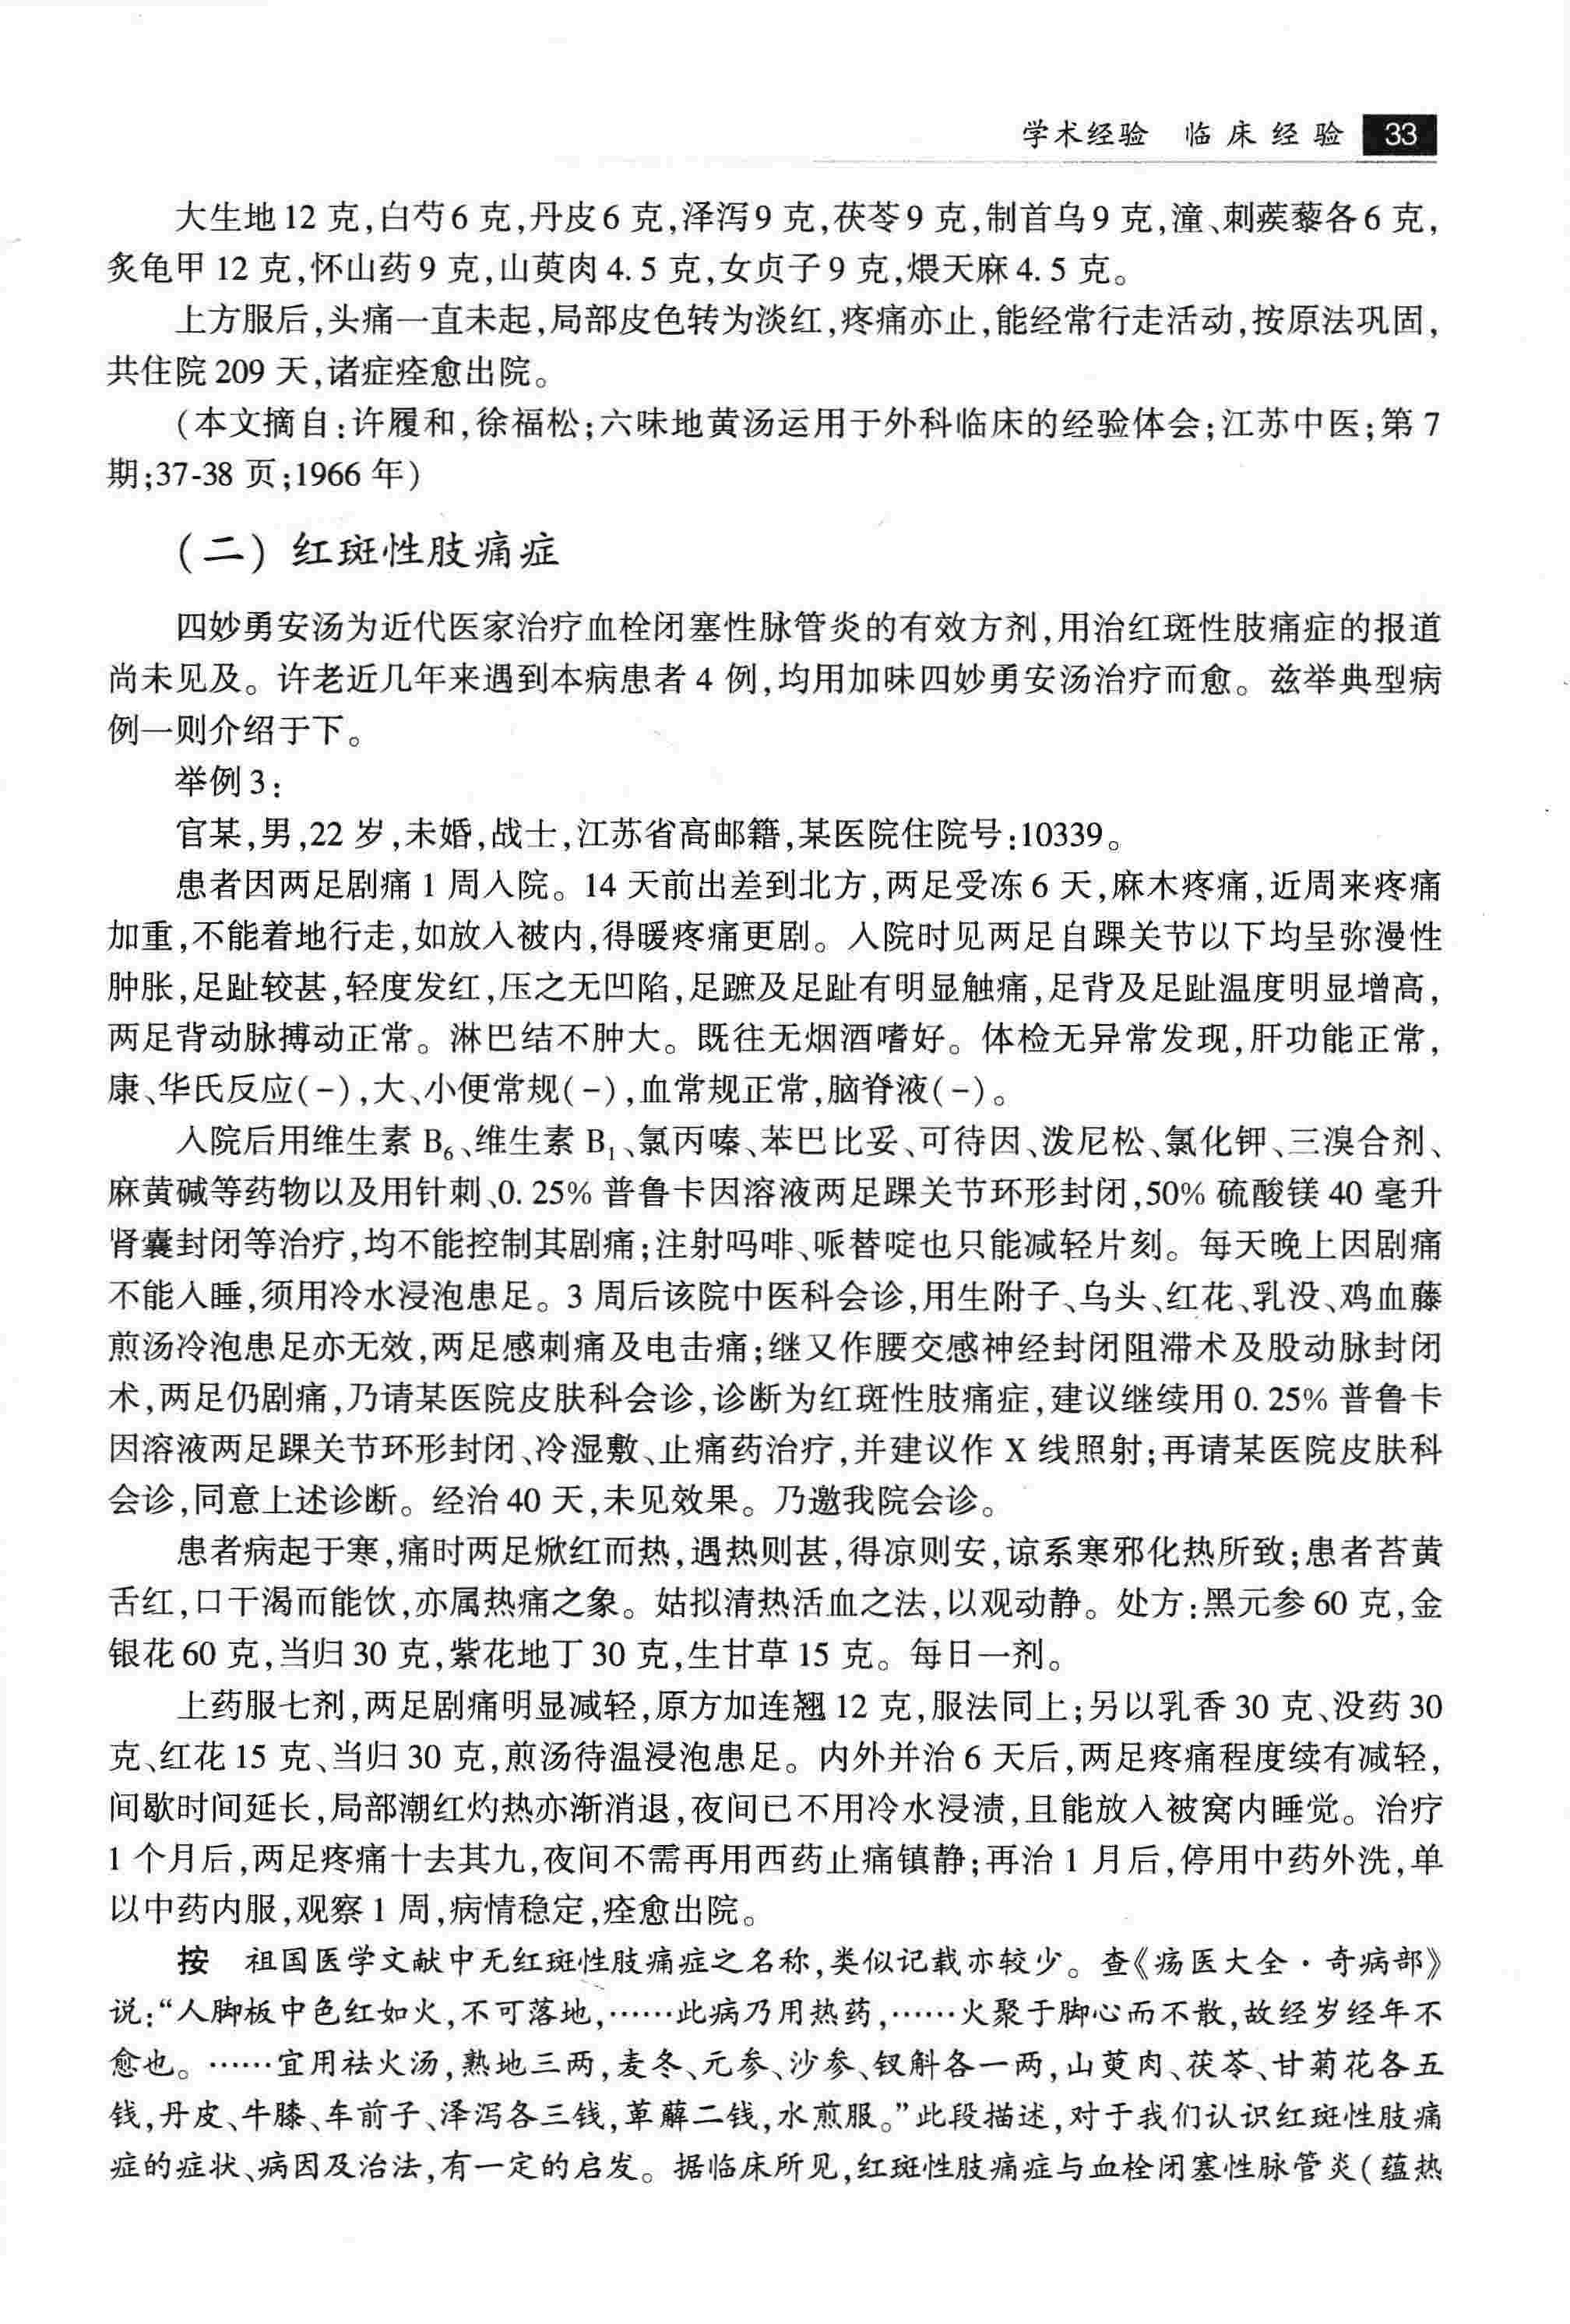 学术经验 临床经验 33
大生地12克,白芍6克,丹皮6克,泽泻9克,茯苓9克,制首乌9克,潼、刺蒺藜各6克,
炙龟甲12克,怀山药9克,山萸肉4.5克,女贞子9克,煨天麻4.5克。
上方服后,头痛一直未起,局部皮色转为淡红,疼痛亦止,能经常行走活动,按原法巩固,
共住院209天,诸症痊愈出院。
(本文摘自:许履和,徐福松;六味地黄汤运用于外科临床的经验体会;江苏中医;第7
期;37-38页;1966年)
(二) 红斑性肢痛症
四妙勇安汤为近代医家治疗血栓闭塞性脉管炎的有效方剂,用治红斑性肢痛症的报道
尚未见及。许老近几年来遇到本病患者4例,均用加味四妙勇安汤治疗而愈。兹举典型病
例一则介绍于下。
举例3:
官某,男,22岁,未婚,战士,江苏省高邮籍,某医院住院号:10339。
患者因两足剧痛1周入院。14天前出差到北方,两足受冻6天,麻木疼痛,近周来疼痛
加重,不能着地行走,如放入被内,得暖疼痛更剧。入院时见两足自踝关节以下均呈弥漫性
肿胀,足趾较甚,轻度发红,压之无凹陷,足蹠及足趾有明显触痛,足背及足趾温度明显增高,
两足背动脉搏动正常。淋巴结不肿大。既往无烟酒嗜好。体检无异常发现,肝功能正常,
康、华氏反应(-),大、小便常规(-),血常规正常,脑脊液(-)。
入院后用维生素B₆、维生素B₁、氯丙嗪、苯巴比妥、可待因、泼尼松、氯化钾、三溴合剂、
麻黄碱等药物以及用针刺、0.25%普鲁卡因溶液两足踝关节环形封闭,50%硫酸镁40毫升
肾囊封闭等治疗,均不能控制其剧痛;注射吗啡、哌替啶也只能减轻片刻。每天晚上因剧痛
不能入睡,须用冷水浸泡患足。3周后该院中医科会诊,用生附子、乌头、红花、乳没、鸡血藤
煎汤冷泡患足亦无效,两足感刺痛及电击痛;继又作腰交感神经封闭阻滞术及股动脉封闭
术,两足仍剧痛,乃请某医院皮肤科会诊,诊断为红斑性肢痛症,建议继续用0.25%普鲁卡
因溶液两足踝关节环形封闭、冷湿敷、止痛药治疗,并建议作X线照射;再请某医院皮肤科
会诊,同意上述诊断。经治40天,未见效果。乃邀我院会诊。
患者病起于寒,痛时两足焮红而热,遇热则甚,得凉则安,谅系寒邪化热所致;患者苔黄
舌红,口干渴而能饮,亦属热痛之象。姑拟清热活血之法,以观动静。处方:黑元参60克,金
银花60克,当归30克,紫花地丁30克,生甘草15克。每日一剂。
上药服七剂,两足剧痛明显减轻,原方加连翘12克,服法同上;另以乳香30克、没药30
克、红花15克、当归30克,煎汤待温浸泡患足。内外并治6天后,两足疼痛程度续有减轻,
间歇时间延长,局部潮红灼热亦渐消退,夜间已不用冷水浸渍,且能放入被窝内睡觉。治疗
1个月后,两足疼痛十去其九,夜间不需再用西药止痛镇静;再治1月后,停用中药外洗,单
以中药内服,观察1周,病情稳定,痊愈出院。
按 祖国医学文献中无红斑性肢痛症之名称,类似记载亦较少。查《疡医大全·奇病部》
说:“人脚板中色红如火,不可落地,……此病乃用热药,……火聚于脚心而不散,故经岁经年不
愈也。……宜用祛火汤,熟地三两,麦冬、元参、沙参、钗斛各一两,山萸肉、茯苓、甘菊花各五
钱,丹皮、牛膝、车前子、泽泻各三钱,萆薢二钱,水煎服。”此段描述,对于我们认识红斑性肢痛
症的症状、病因及治法,有一定的启发。据临床所见,红斑性肢痛症与血栓闭塞性脉管炎(蕴热